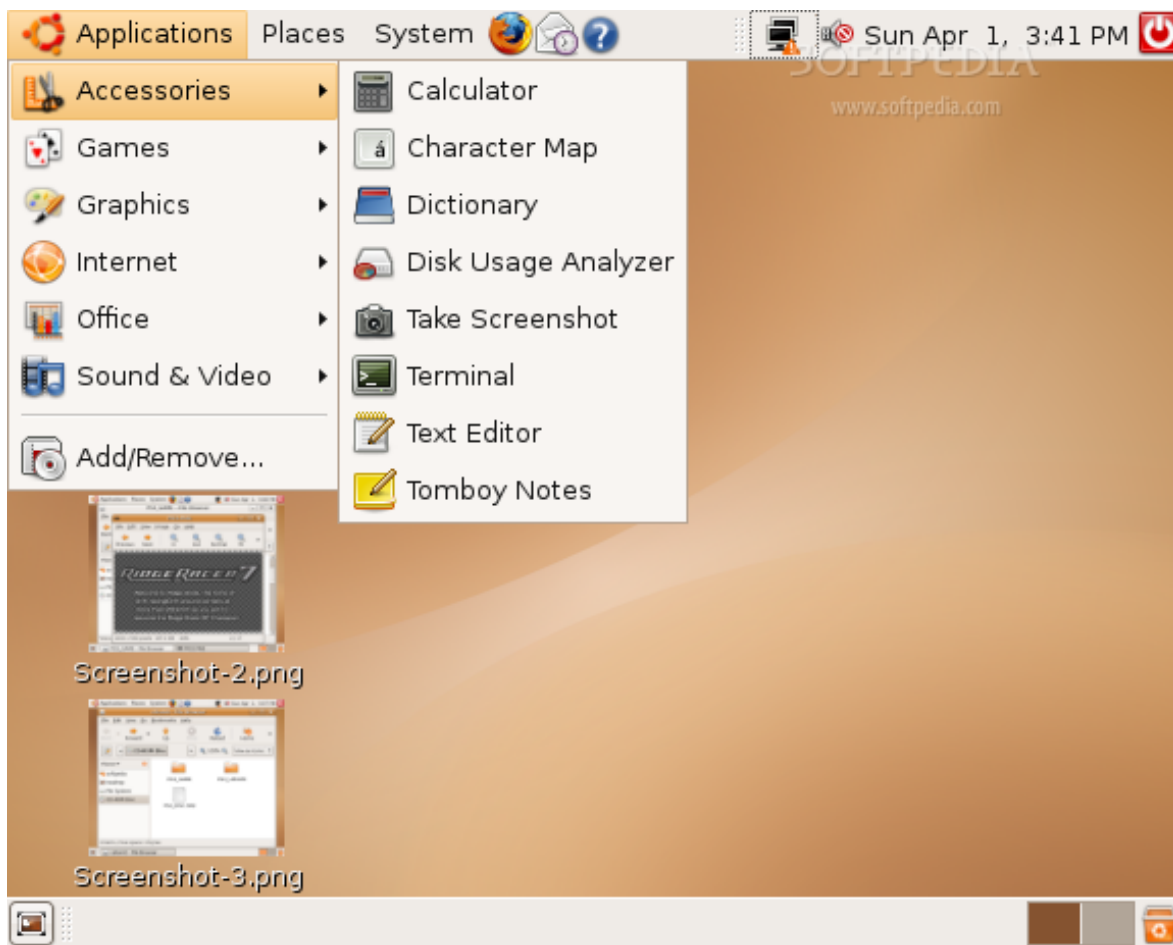 Applications Places System Sun Apr 1, 3:41 PM
SOFTPEDIA
www.softpedia.com
Accessories
Games
Graphics
Internet
Office
Sound & Video
Add/Remove...
Calculator
Character Map
á
Dictionary
Disk Usage Analyzer
Take Screenshot
Terminal
Text Editor
Tomboy Notes
RIDGE RACER 7
Screenshot-2.png
Screenshot-3.png